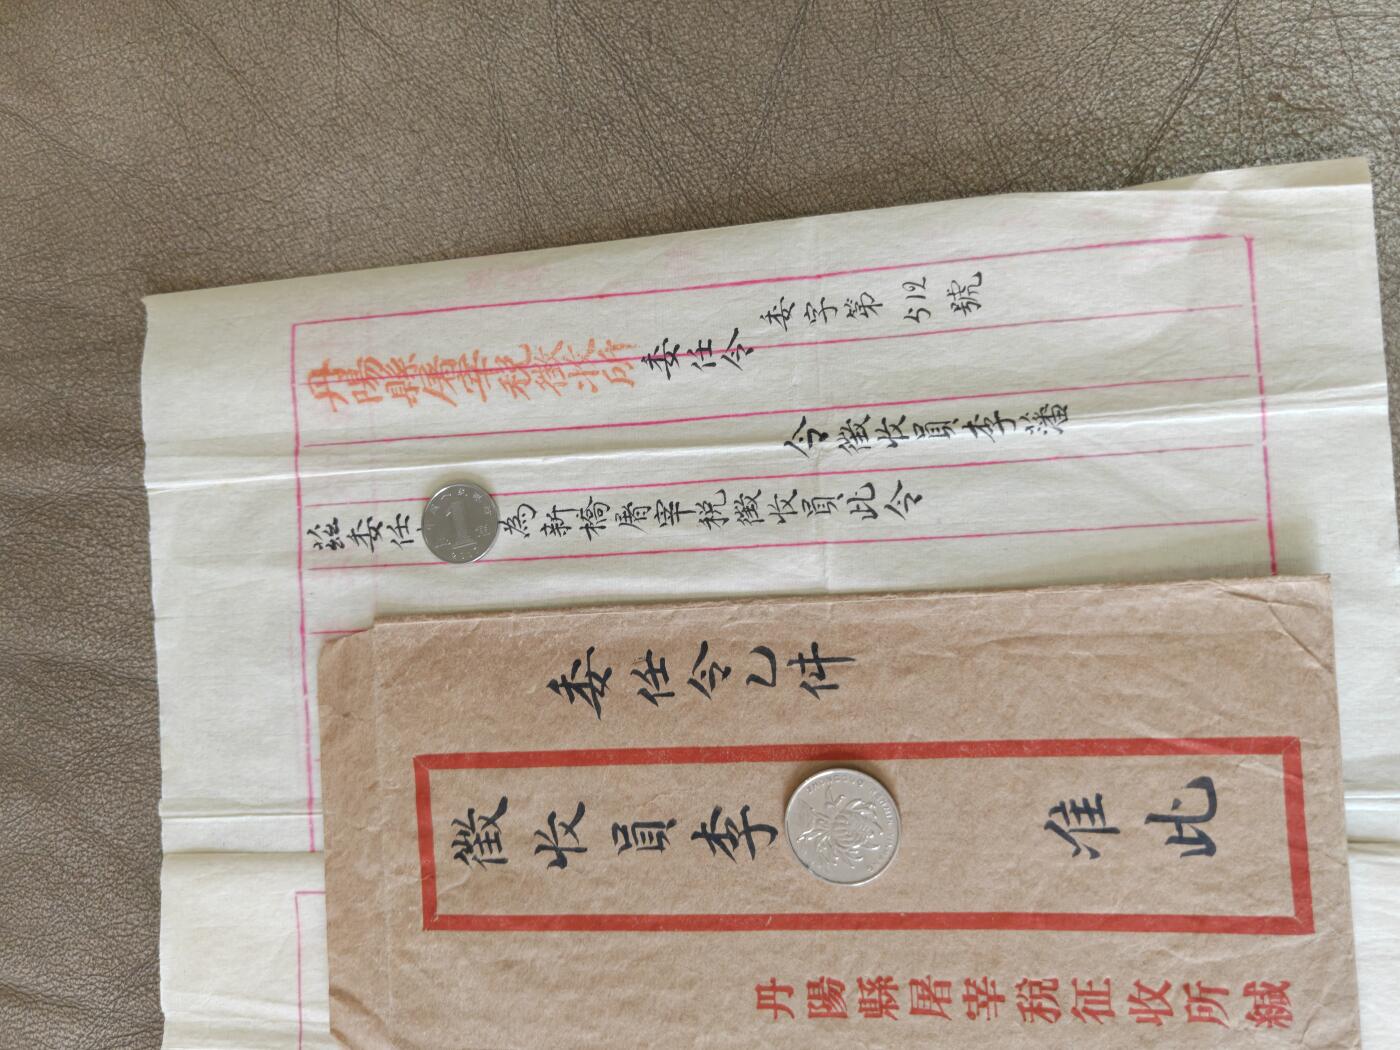 丹陽縣屠宰稅徵收所
委任令
委字第512號
令徵收員李藩
茲委任
為新橋屠宰稅徵收員此令
委任令乙件
徵收員李
准此
丹陽縣屠宰稅征收所緘
1